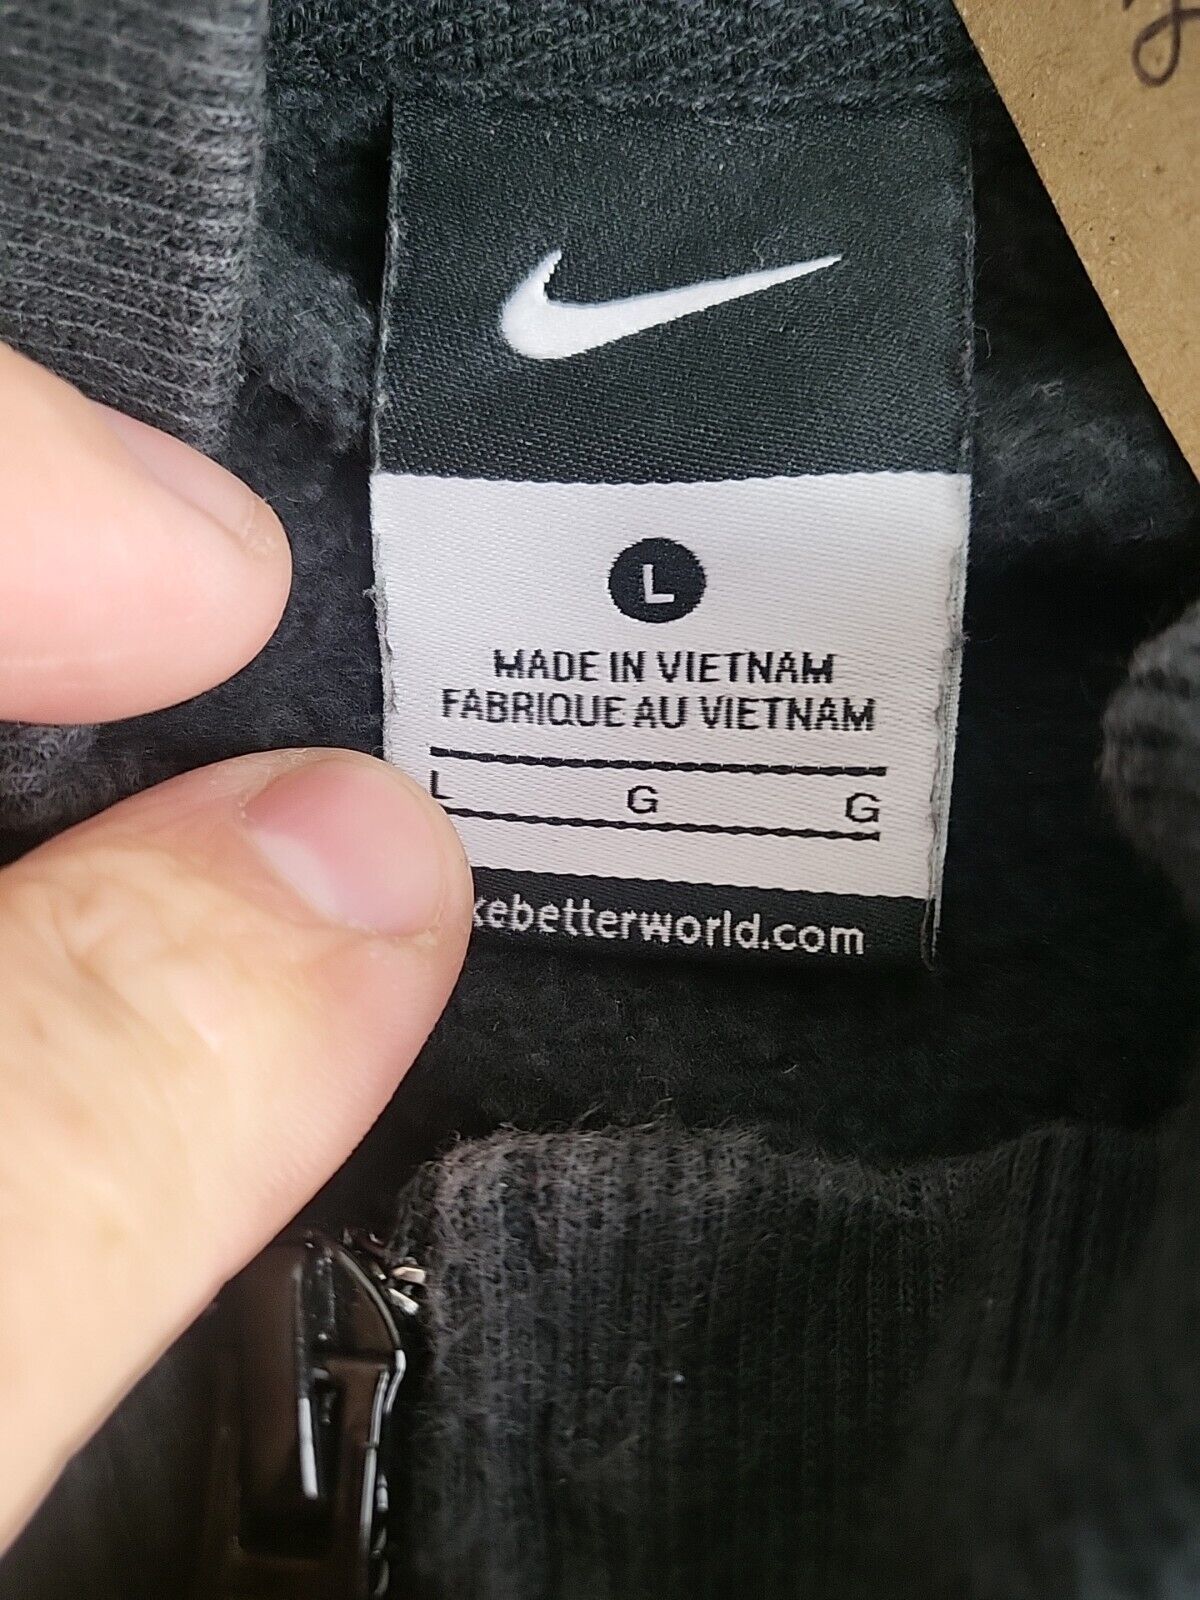 L
MADE IN VIETNAM
FABRIQUE AU VIETNAM
L G G
kebetterworld.com